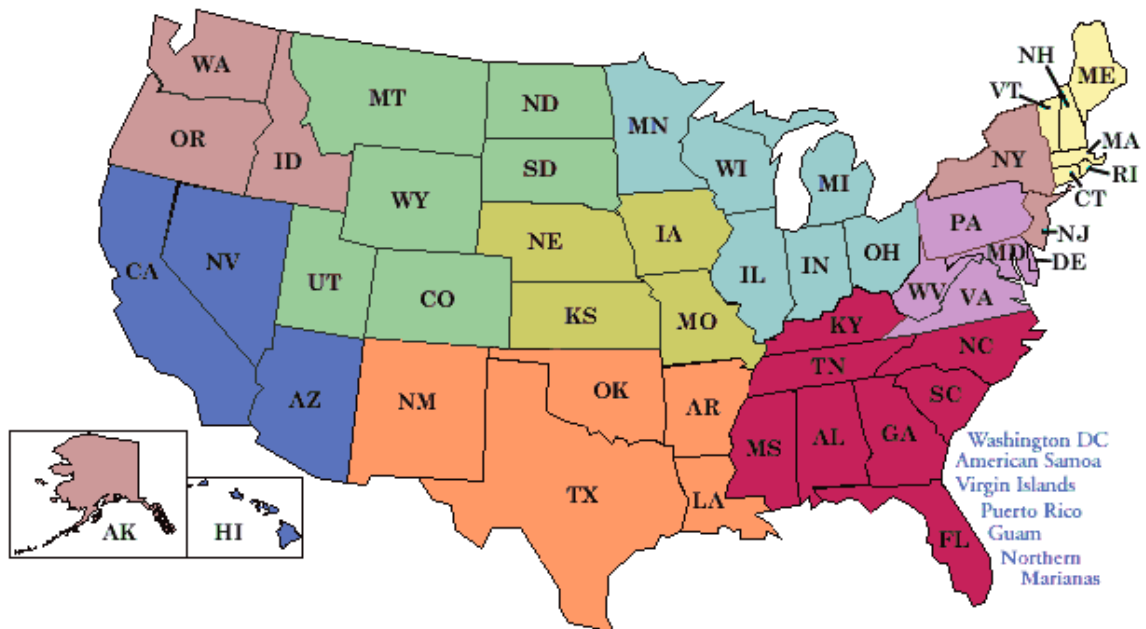 WA
MT
ND
MN
NH
ME
VT
OR
ID
SD
WI
MI
NY
MA
RI
CT
WY
NE
IA
PA
NJ
CA
NV
UT
CO
IL
IN
OH
MD
DE
WV
VA
KS
MO
KY
NC
TN
AZ
NM
OK
AR
SC
MS
AL
GA
TX
LA
FL
AK
HI
Washington DC
American Samoa
Virgin Islands
Puerto Rico
Guam
Northern
Marianas